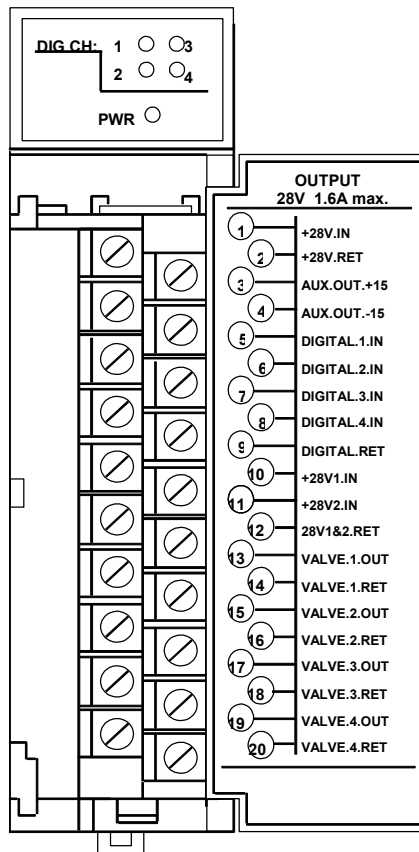 DIG.CH: 1 3
2 4
PWR
OUTPUT
28V 1.6A max.
1 +28V.IN
2 +28V.RET
3 AUX.OUT.+15
4 AUX.OUT.-15
5 DIGITAL.1.IN
6 DIGITAL.2.IN
7 DIGITAL.3.IN
8 DIGITAL.4.IN
9 DIGITAL.RET
10 +28V1.IN
11 +28V2.IN
12 28V1&2.RET
13 VALVE.1.OUT
14 VALVE.1.RET
15 VALVE.2.OUT
16 VALVE.2.RET
17 VALVE.3.OUT
18 VALVE.3.RET
19 VALVE.4.OUT
20 VALVE.4.RET